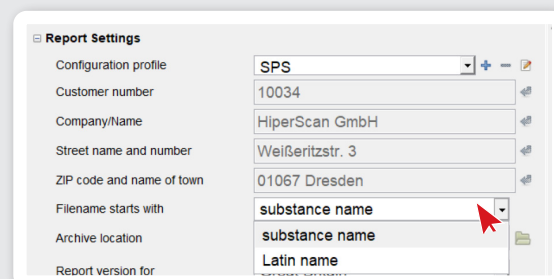 Report Settings
Configuration profile SPS
Customer number 10034
Company/Name HiperScan GmbH
Street name and number Weißeritzstr. 3
ZIP code and name of town 01067 Dresden
Filename starts with substance name
Archive location substance name
Latin name
Report version for